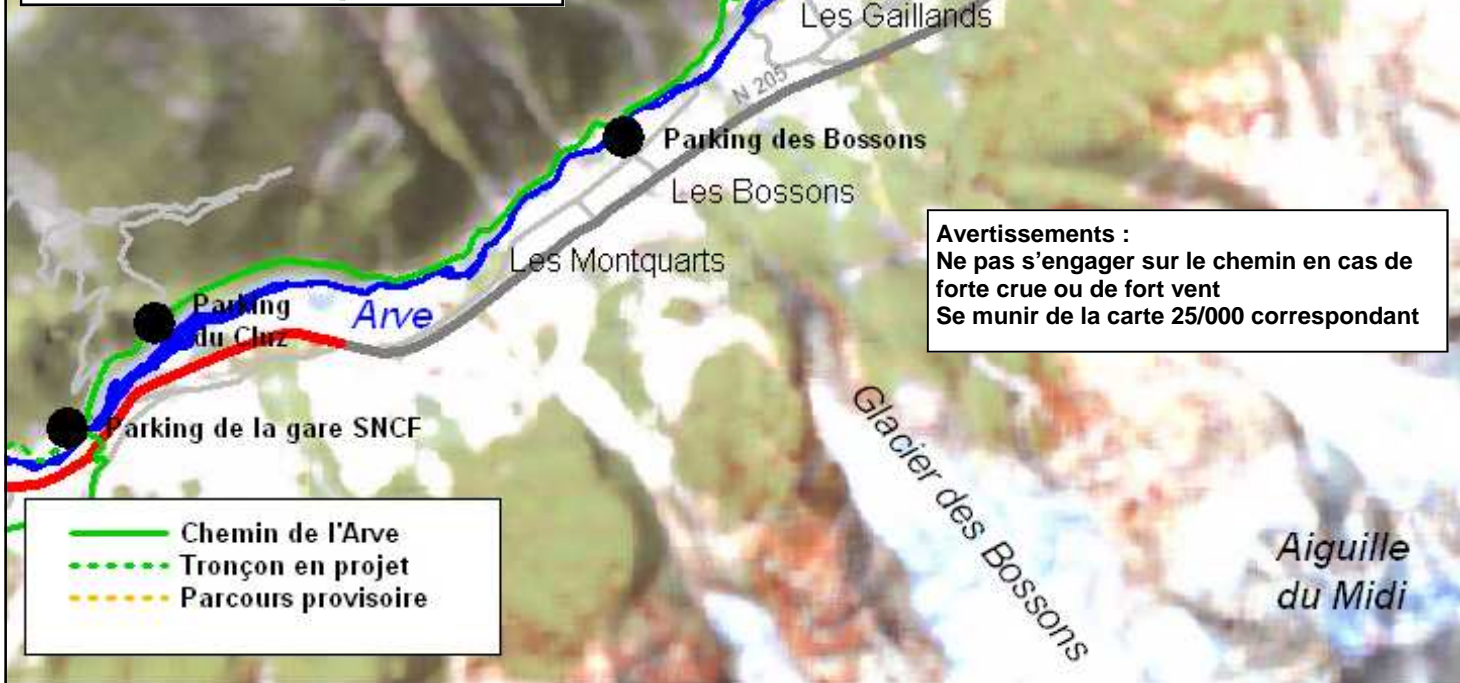 Les Gaillands
N 205
Parking des Bossons
Les Bossons
Avertissements :
Ne pas s'engager sur le chemin en cas de
forte crue ou de fort vent
Se munir de la carte 25/000 correspondant
Les Montquarts
Parking
du Cluz
Arve
Parking de la gare SNCF
Glacier des Bossons
Chemin de l'Arve
Tronçon en projet
Parcours provisoire
Aiguille
du Midi